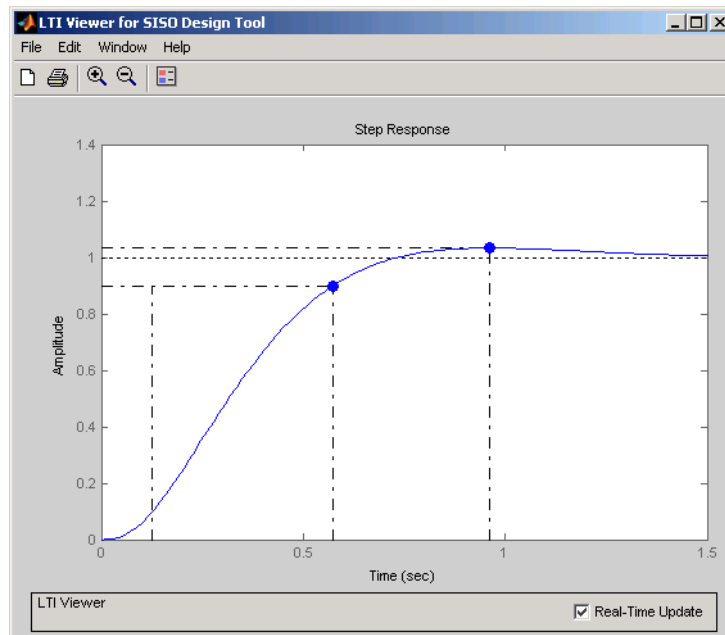 LTI Viewer for SISO Design Tool
File Edit Window Help
Step Response
1.4
1.2
1
0.8
0.6
0.4
0.2
0
Amplitude
0 0.5 1 1.5
Time (sec)
LTI Viewer
Real-Time Update